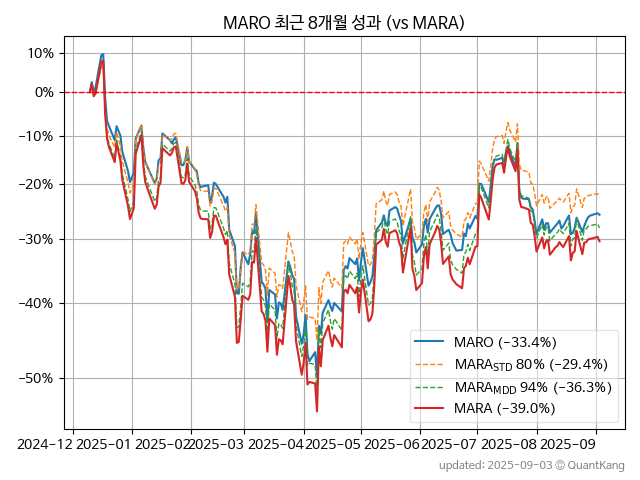 MARO 최근 8개월 성과 (vs MARA)
10%
0%
−10%
−20%
−30%
−40%
−50%
MARO (−33.4%)
MARA_STD 80% (−29.4%)
MARA_MDD 94% (−36.3%)
MARA (−39.0%)
2024-12 2025-01 2025-02 2025-03 2025-04 2025-05 2025-06 2025-07 2025-08 2025-09
updated: 2025-09-03 © QuantKang